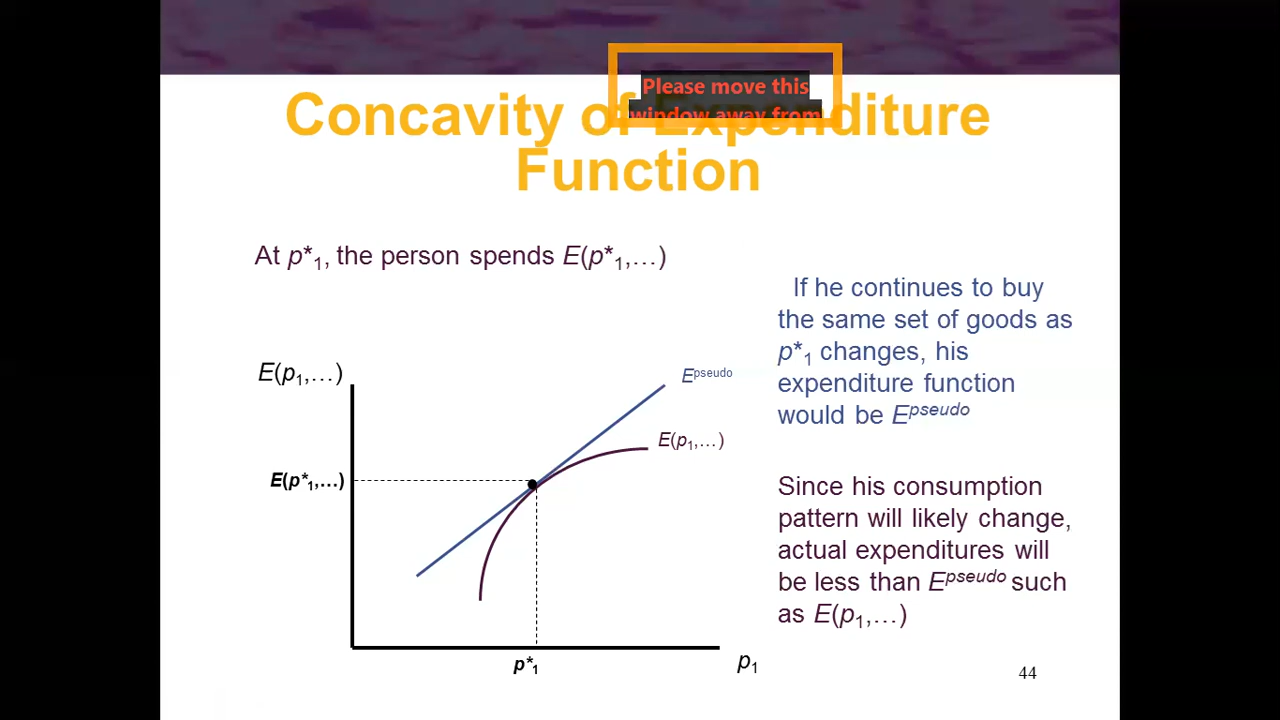 Please move this
window away from
Concavity of Expenditure
Function
At p*1, the person spends E(p*1,…)
If he continues to buy
the same set of goods as
p*1 changes, his
expenditure function
would be Epseudo
E(p1,…)
Epseudo
E(p1,…)
E(p*1,…)
Since his consumption
pattern will likely change,
actual expenditures will
be less than Epseudo such
as E(p1,…)
p*1
p1
44